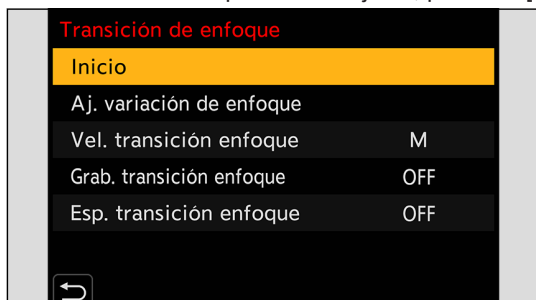 Transición de enfoque
Inicio
Aj. variación de enfoque
Vel. transición enfoque M
Grab. transición enfoque OFF
Esp. transición enfoque OFF